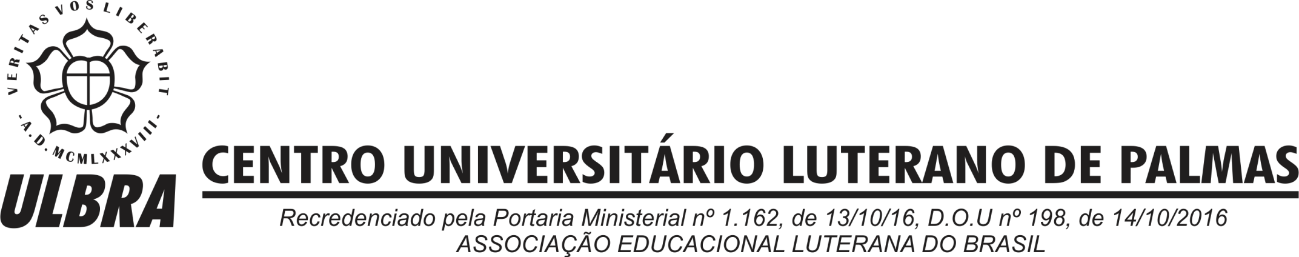 VERITAS VOS LIBERABIT
- A.D. MCMLXXXVIII -
ULBRA
CENTRO UNIVERSITÁRIO LUTERANO DE PALMAS
Recredenciado pela Portaria Ministerial nº 1.162, de 13/10/16, D.O.U nº 198, de 14/10/2016
ASSOCIAÇÃO EDUCACIONAL LUTERANA DO BRASIL